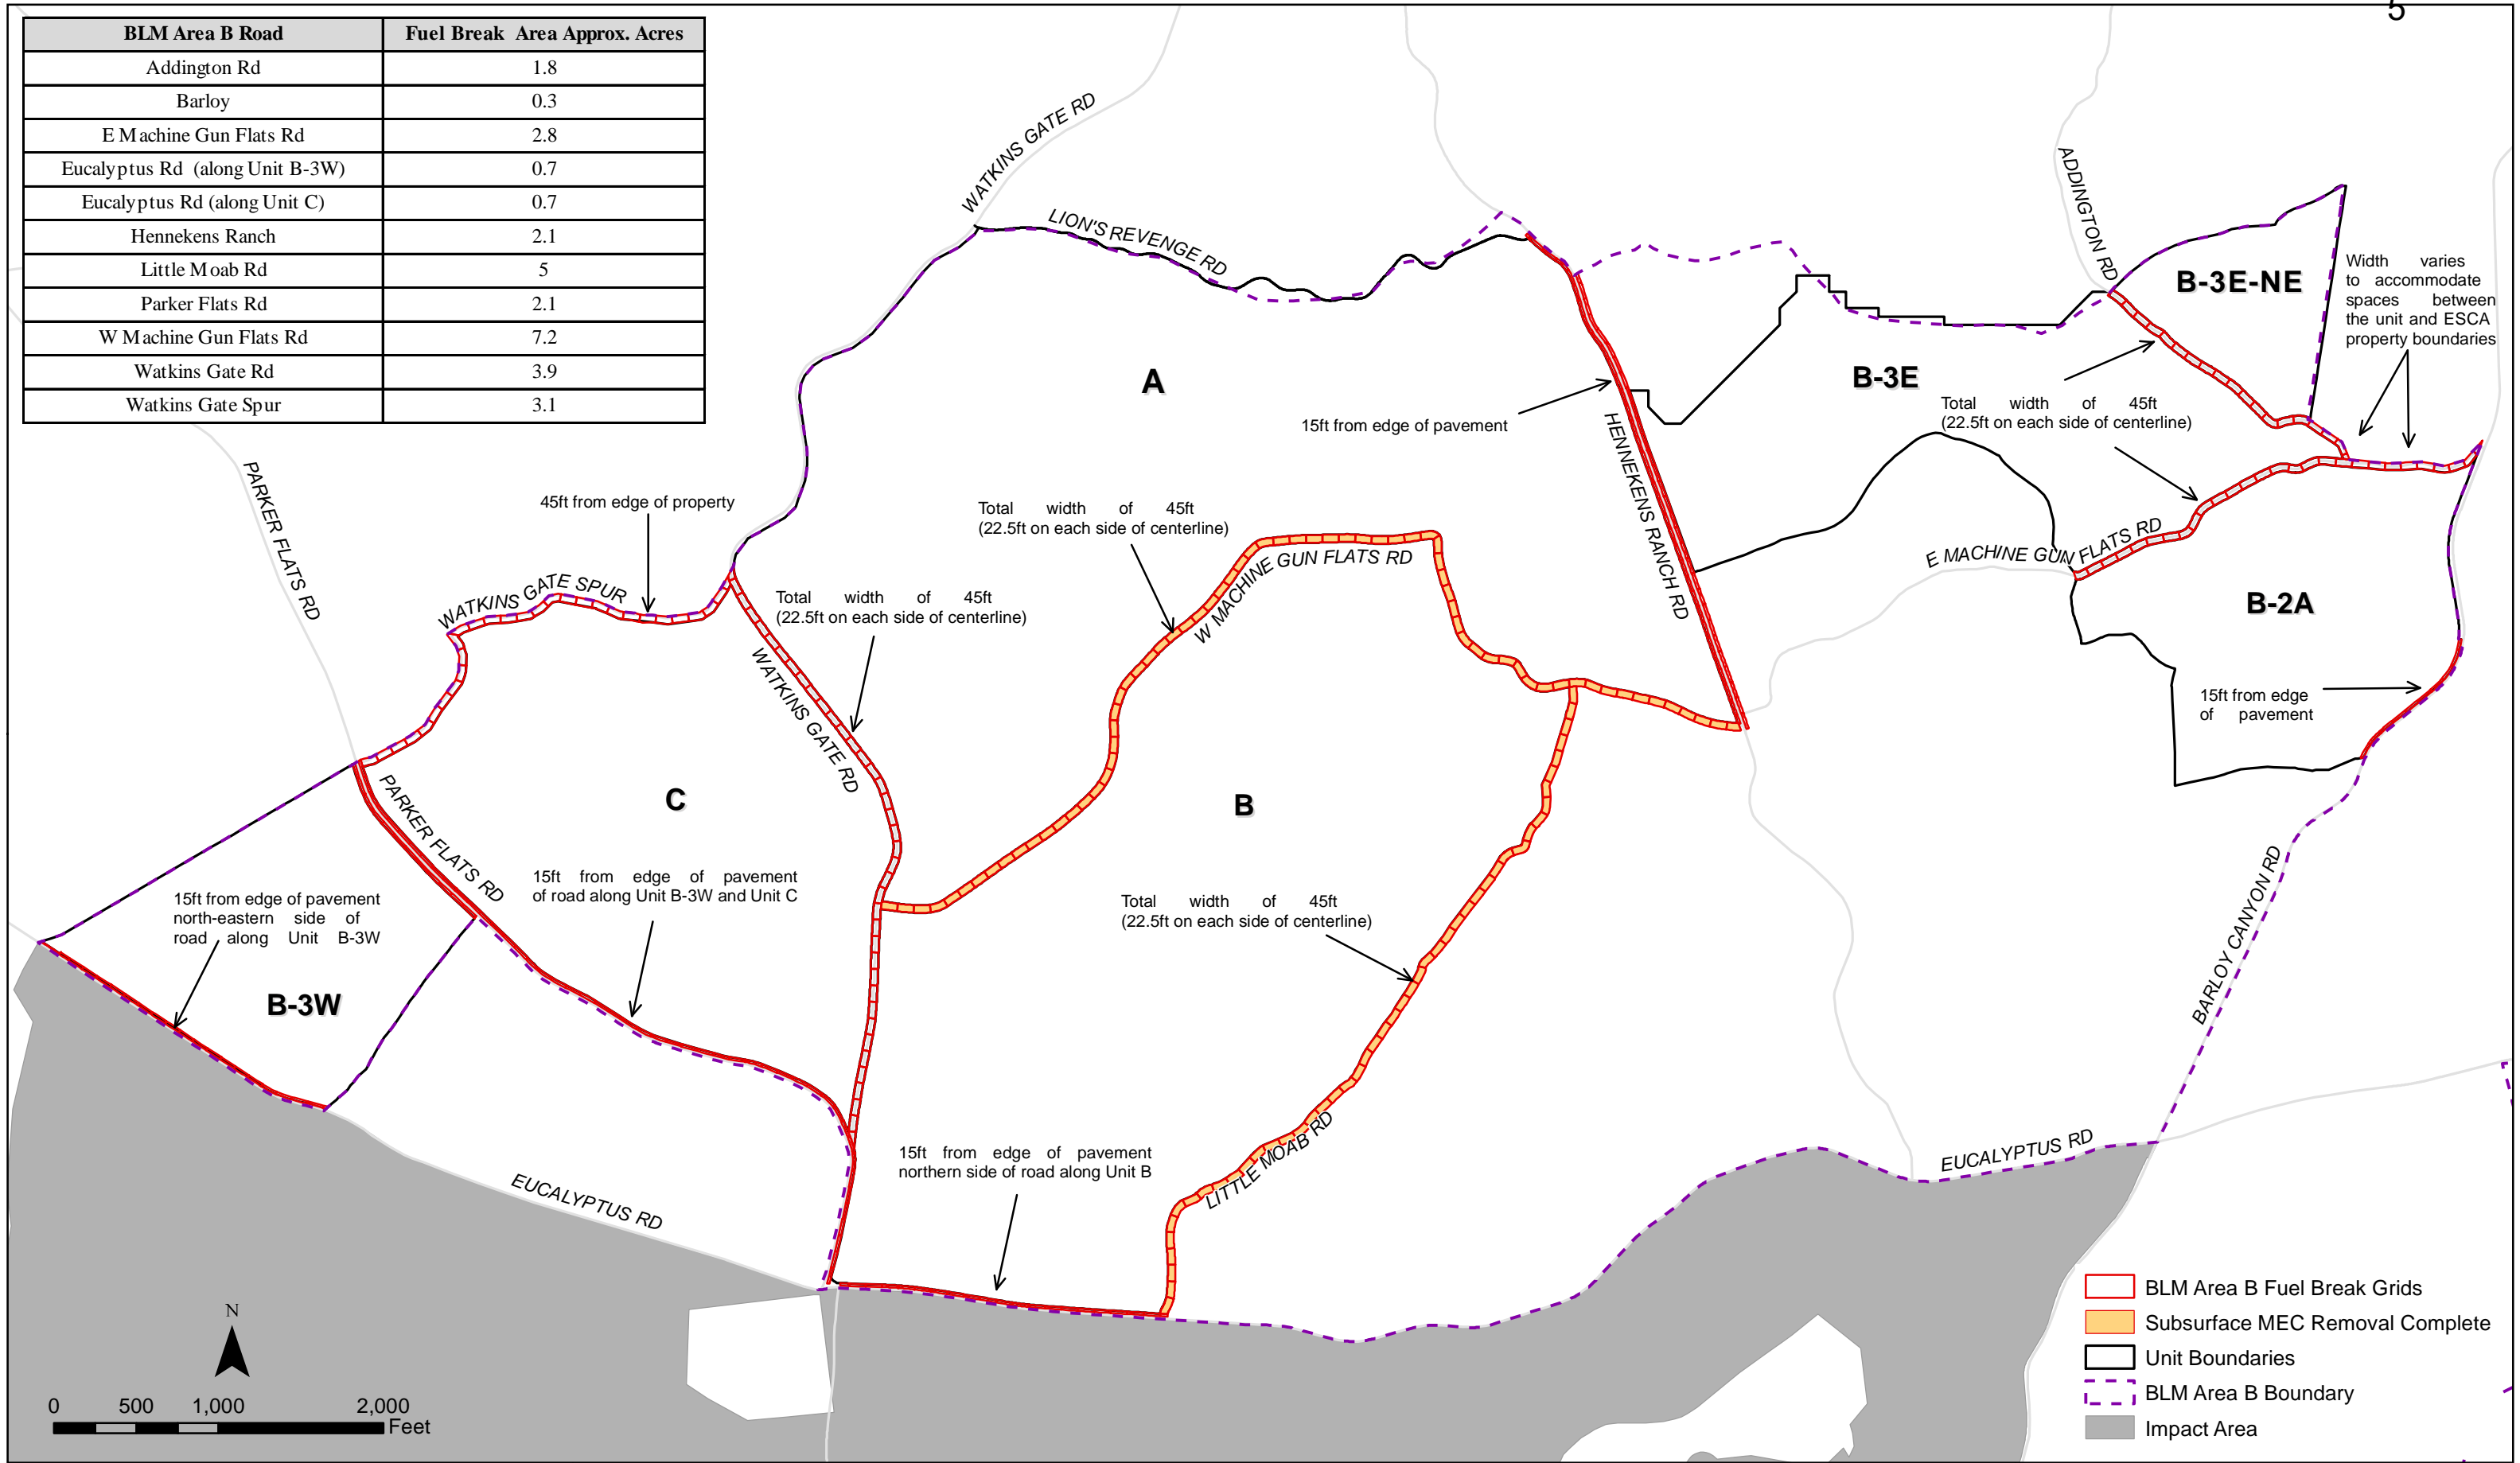 5
BLM Area B Road Fuel Break Area Approx. Acres
Addington Rd 1.8
Barloy 0.3
E Machine Gun Flats Rd 2.8
Eucalyptus Rd (along Unit B-3W) 0.7
Eucalyptus Rd (along Unit C) 0.7
Hennekens Ranch 2.1
Little Moab Rd 5
Parker Flats Rd 2.1
W Machine Gun Flats Rd 7.2
Watkins Gate Rd 3.9
Watkins Gate Spur 3.1
WATKINS GATE RD
LION'S REVENGE RD
ADDINGTON RD
B-3E-NE
Width varies
to accommodate
spaces between
the unit and ESCA
property boundaries
A
B-3E
15ft from edge of pavement
Total width of 45ft
(22.5ft on each side of centerline)
HENNEKENS RANCH RD
PARKER FLATS RD
45ft from edge of property
Total width of 45ft
(22.5ft on each side of centerline)
W MACHINE GUN FLATS RD
E MACHINE GUN FLATS RD
WATKINS GATE SPUR
Total width of 45ft
(22.5ft on each side of centerline)
B-2A
WATKINS GATE RD
15ft from edge
of pavement
PARKER FLATS RD
C
B
15ft from edge of pavement
of road along Unit B-3W and Unit C
15ft from edge of pavement
north-eastern side of
road along Unit B-3W
Total width of 45ft
(22.5ft on each side of centerline)
B-3W
BARLOY CANYON RD
LITTLE MOAB RD
15ft from edge of pavement
northern side of road along Unit B
EUCALYPTUS RD
EUCALYPTUS RD
N
0 500 1,000 2,000
Feet
BLM Area B Fuel Break Grids
Subsurface MEC Removal Complete
Unit Boundaries
BLM Area B Boundary
Impact Area